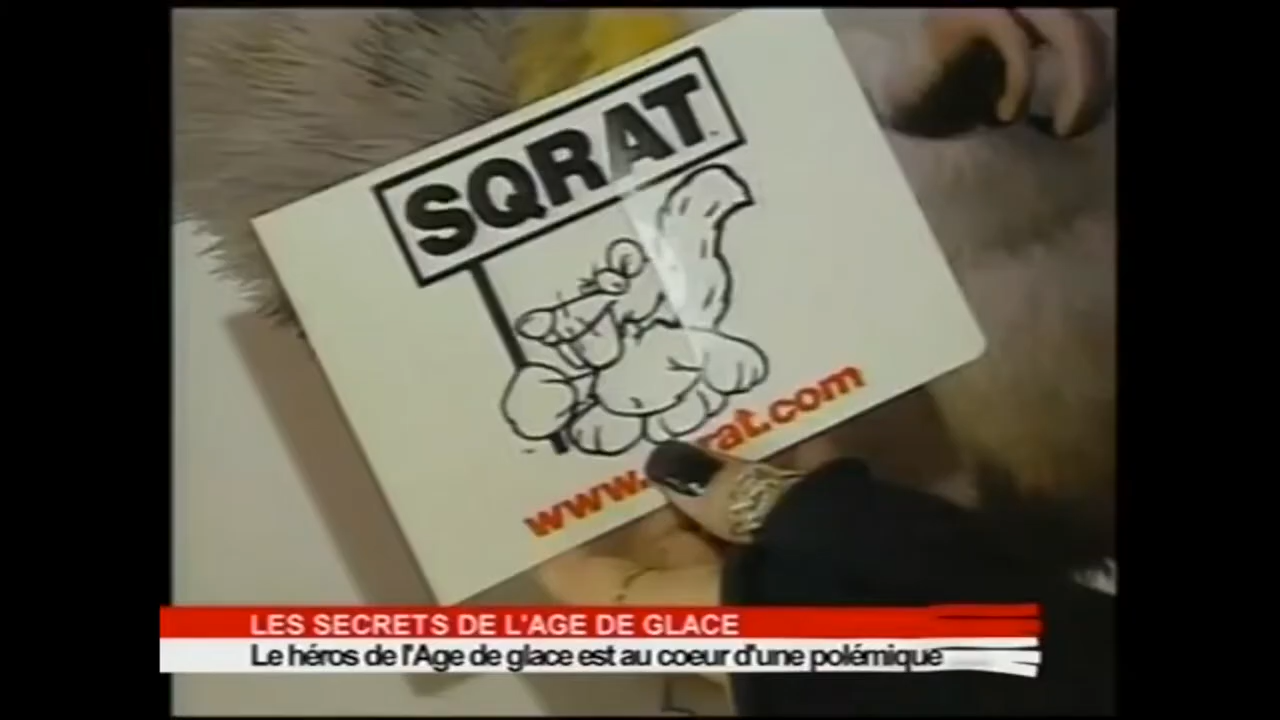 SQRAT
www.
rat.com
LES SECRETS DE L'AGE DE GLACE
Le héros de l'Age de glace est au coeur d'une polémique